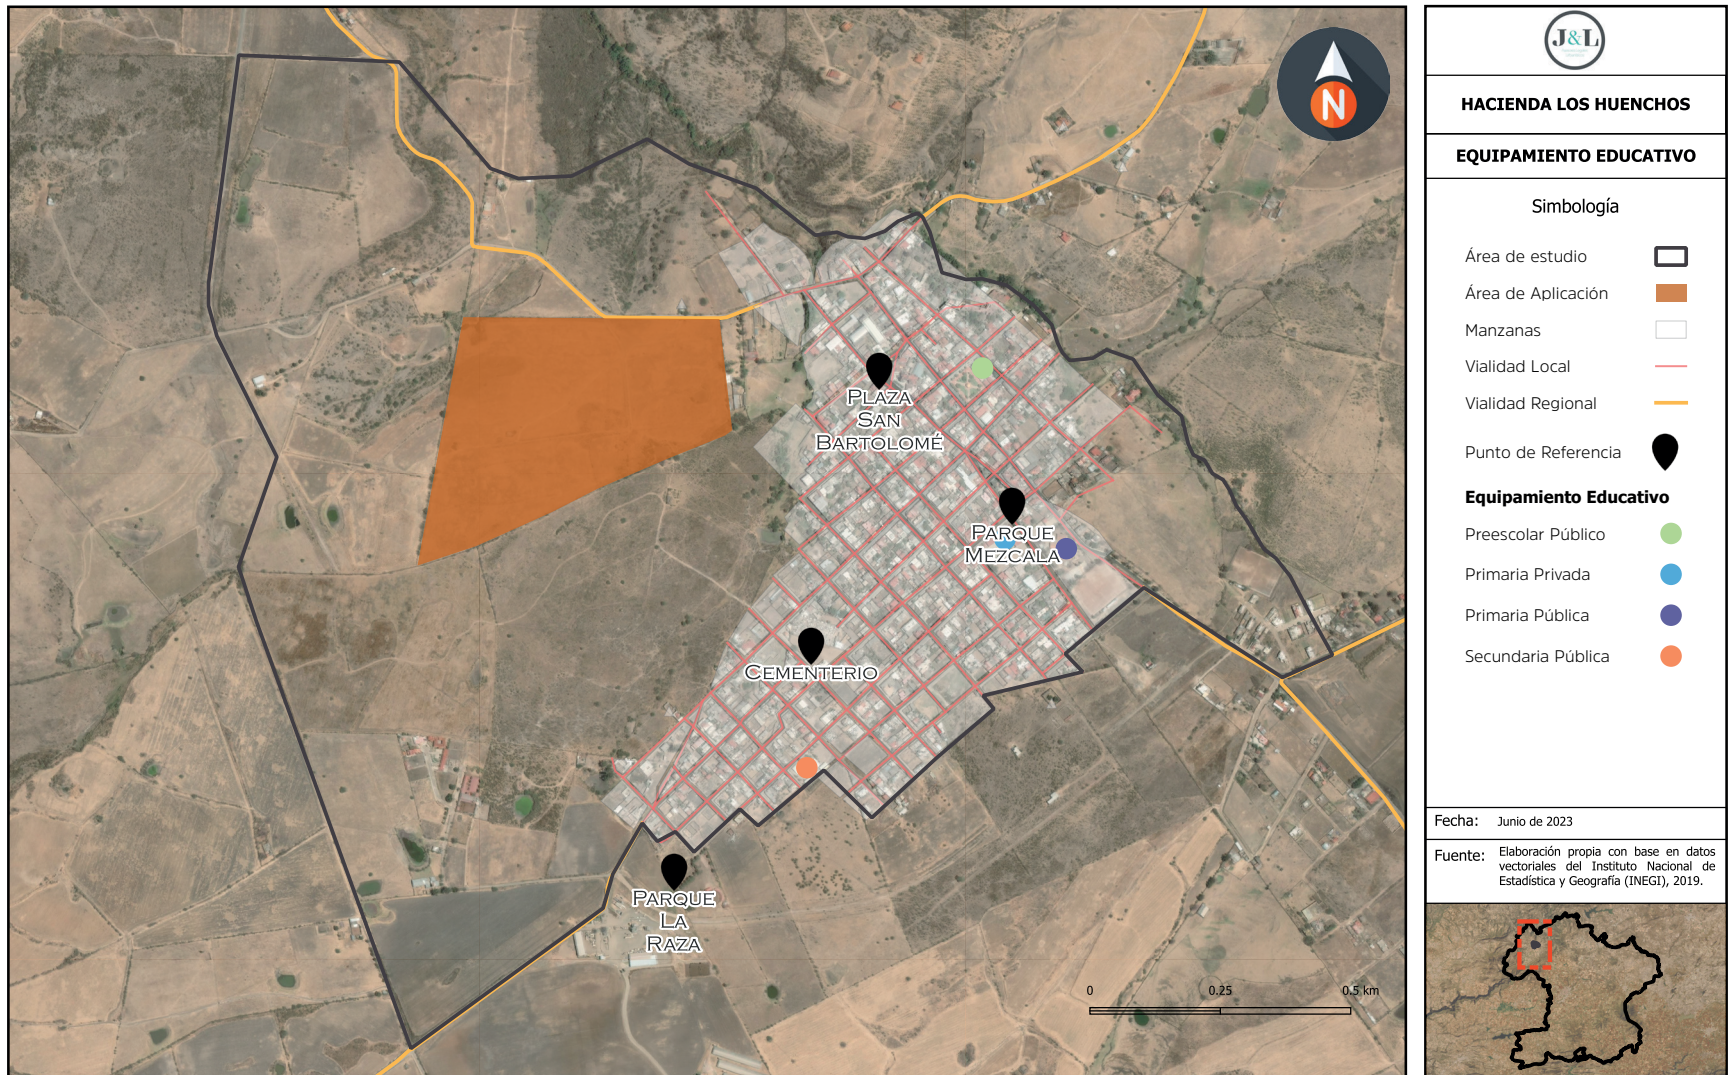 N
PLAZA
SAN
BARTOLOMÉ
PARQUE
MEZCALA
CEMENTERIO
PARQUE
LA
RAZA
0 0.25 0.5 km
J&L
HACIENDA LOS HUENCHOS
EQUIPAMIENTO EDUCATIVO
Simbología
Área de estudio
Área de Aplicación
Manzanas
Vialidad Local
Vialidad Regional
Punto de Referencia
Equipamiento Educativo
Preescolar Público
Primaria Privada
Primaria Pública
Secundaria Pública
Fecha: Junio de 2023
Fuente: Elaboración propia con base en datos
vectoriales del Instituto Nacional de
Estadística y Geografía (INEGI), 2019.